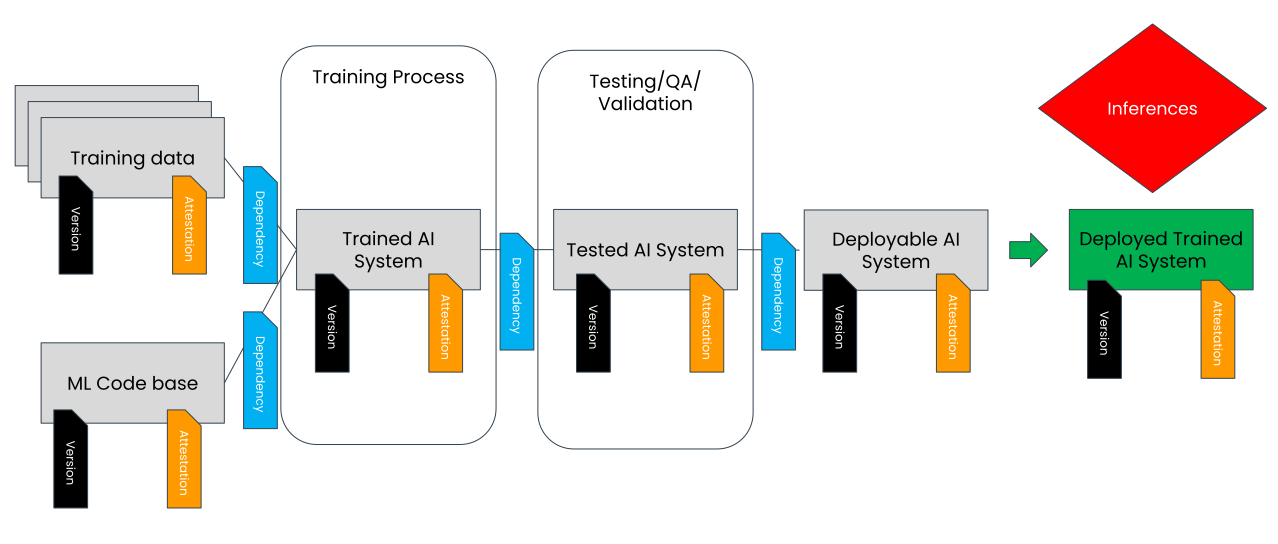 Training Process
Testing/QA/
Validation
Inferences
Training data
Version
Attestation
Dependency
Trained AI
System
Version
Attestation
Dependency
Tested AI System
Version
Attestation
Dependency
Deployable AI
System
Version
Attestation
Deployed Trained
AI System
Version
Attestation
ML Code base
Version
Attestation
Dependency